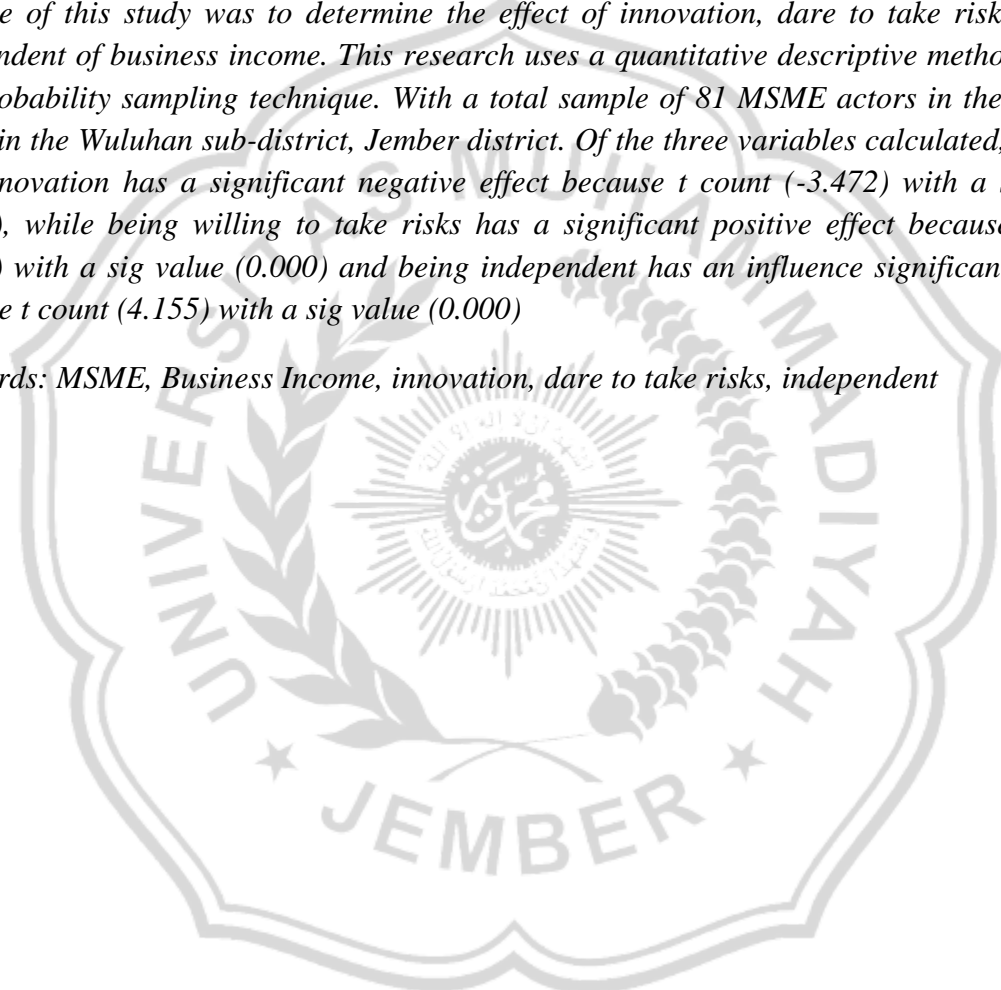 e of this study was to determine the effect of innovation, dare to take risk
ndent of business income. This research uses a quantitative descriptive metho
obability sampling technique. With a total sample of 81 MSME actors in the
in the Wuluhan sub-district, Jember district. Of the three variables calculated,
nnovation has a significant negative effect because t count (-3.472) with a
), while being willing to take risks has a significant positive effect because
) with a sig value (0.000) and being independent has an influence significan
e t count (4.155) with a sig value (0.000)
rds: MSME, Business Income, innovation, dare to take risks, independent
UNIVERSITAS MUHAMMADIYAH
JEMBER